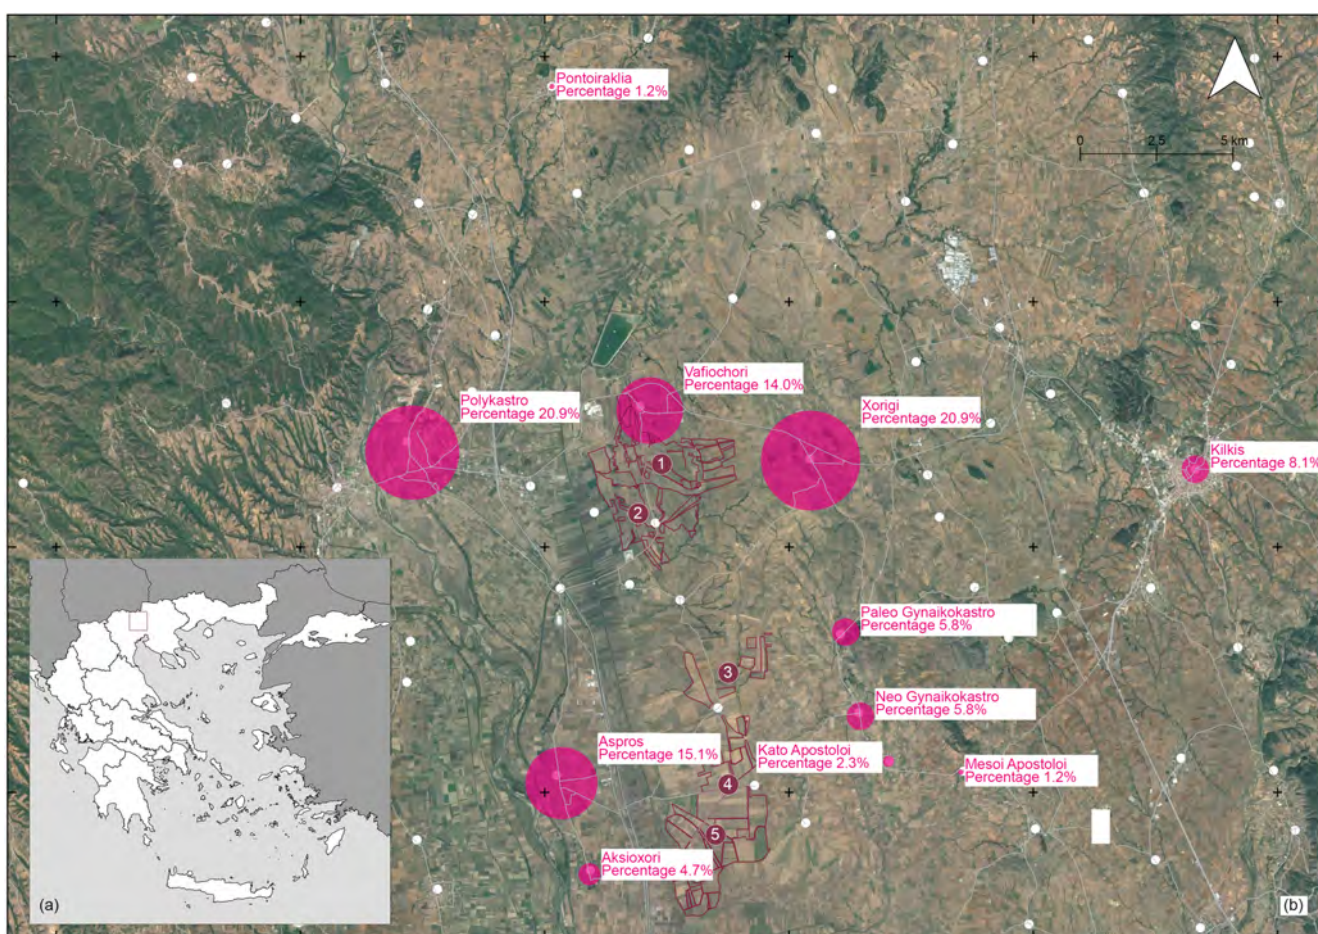 Pontoiraklia
Percentage 1.2%
0 2,5 5 km
Vafiochori
Percentage 14.0%
Polykastro
Percentage 20.9%
Xorigi
Percentage 20.9%
Kilkis
Percentage 8.1%
1
2
Paleo Gynaikokastro
Percentage 5.8%
3
Neo Gynaikokastro
Percentage 5.8%
Aspros
Percentage 15.1%
Kato Apostoloi
Percentage 2.3%
Mesoi Apostoloi
Percentage 1.2%
4
5
Aksioxori
Percentage 4.7%
(a)
(b)